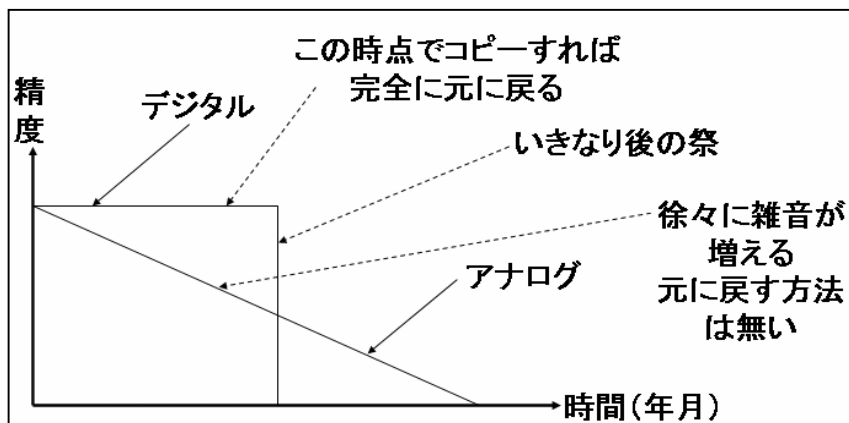 この時点でコピーすれば
完全に元に戻る
精
度
デジタル
いきなり後の祭
徐々に雑音が
増える
元に戻す方法
は無い
アナログ
時間(年月)